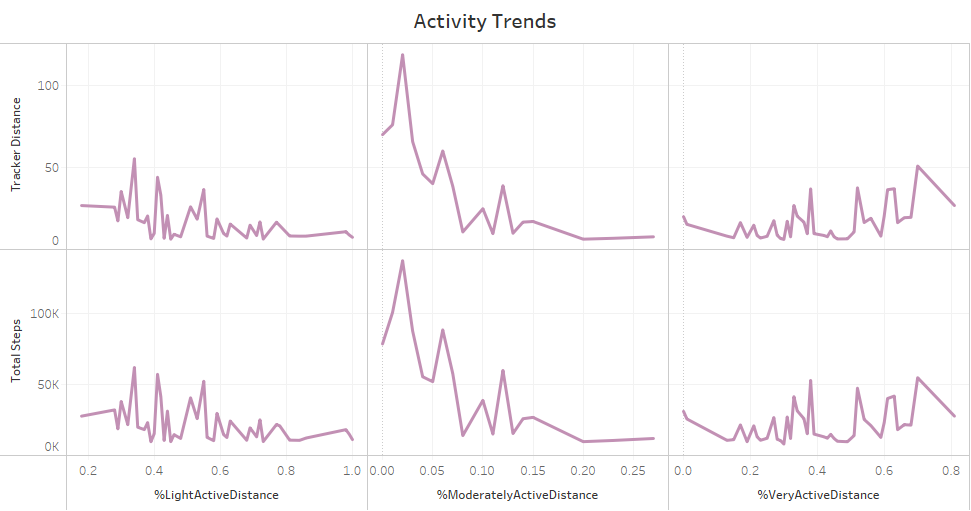 Activity Trends
Tracker Distance
100
50
0
Total Steps
100K
50K
0K
0.2 0.4 0.6 0.8 1.0 0.00 0.05 0.10 0.15 0.20 0.25 0.0 0.2 0.4 0.6 0.8
%LightActiveDistance %ModeratelyActiveDistance %VeryActiveDistance